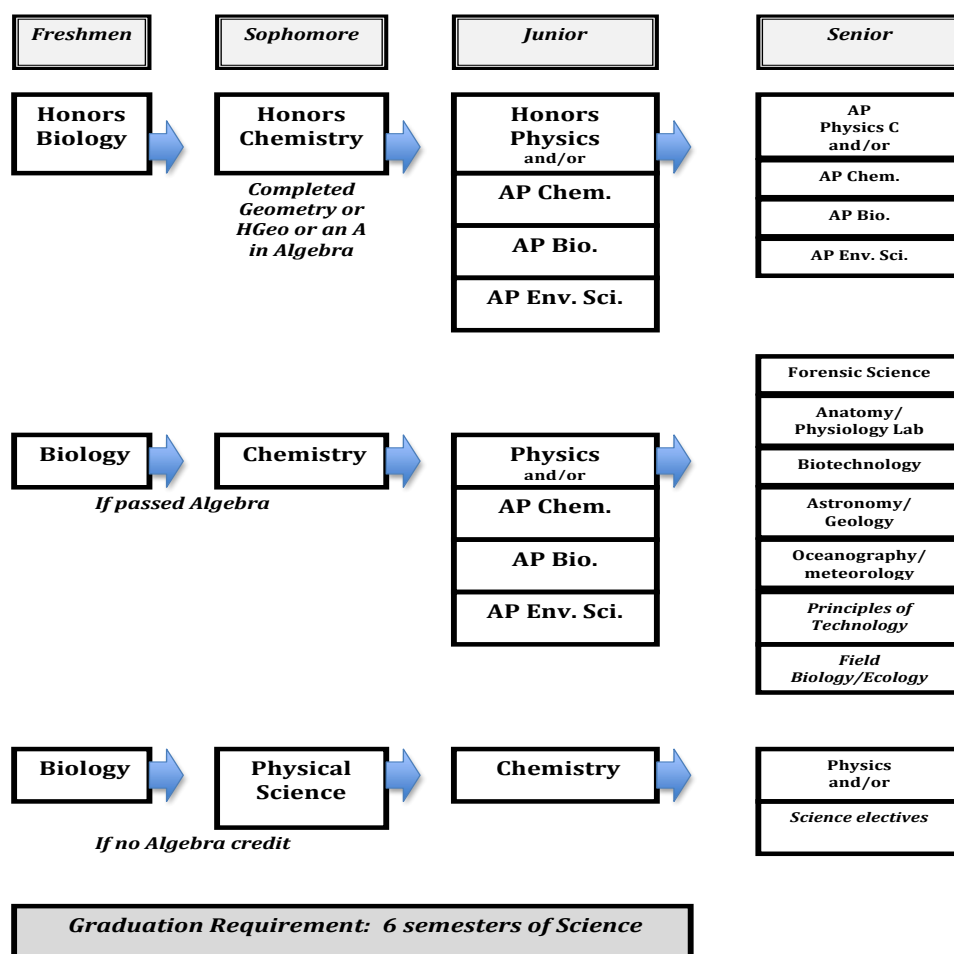 Freshmen
Sophomore
Junior
Senior
Honors
Biology
Honors
Chemistry
Completed
Geometry or
HGeo or an A
in Algebra
Honors
Physics
and/or
AP Chem.
AP Bio.
AP Env. Sci.
AP
Physics C
and/or
AP Chem.
AP Bio.
AP Env. Sci.
Biology
If passed Algebra
Chemistry
Physics
and/or
AP Chem.
AP Bio.
AP Env. Sci.
Forensic Science
Anatomy/
Physiology Lab
Biotechnology
Astronomy/
Geology
Oceanography/
meteorology
Principles of
Technology
Field
Biology/Ecology
Biology
If no Algebra credit
Physical
Science
Chemistry
Physics
and/or
Science electives
Graduation Requirement: 6 semesters of Science